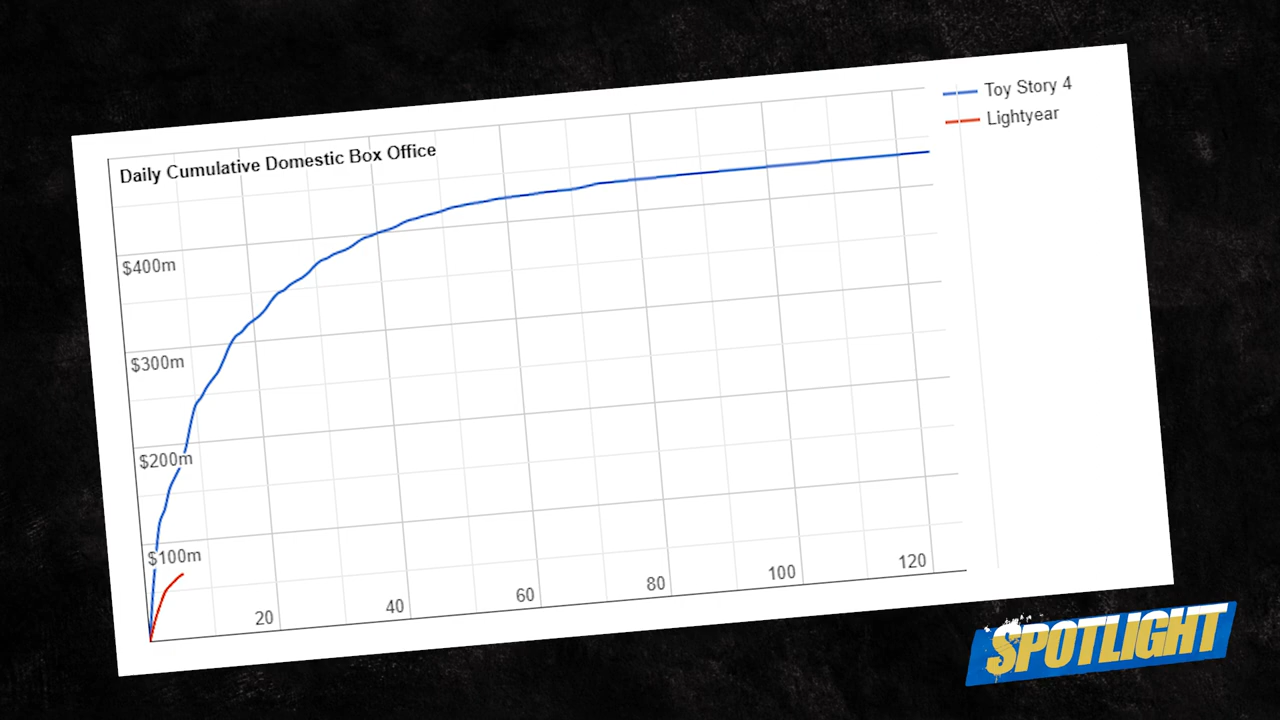 Daily Cumulative Domestic Box Office
Toy Story 4
Lightyear
$400m
$300m
$200m
$100m
20
40
60
80
100
120
SPOTLIGHT